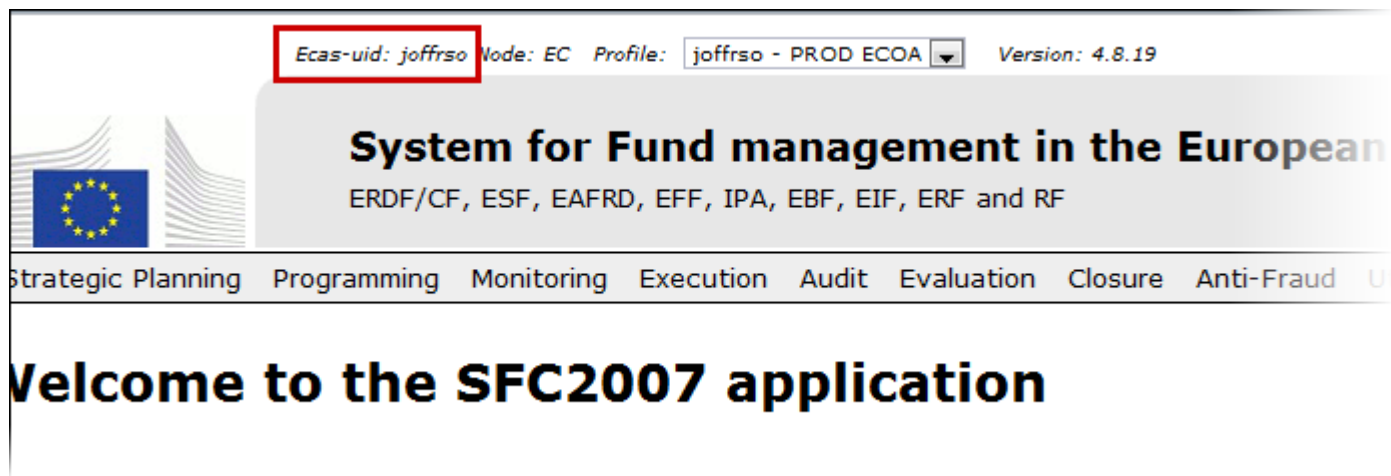 Ecas-uid: joffrso Node: EC Profile: joffrso - PROD ECOA Version: 4.8.19
System for Fund management in the European
ERDF/CF, ESF, EAFRD, EFF, IPA, EBF, EIF, ERF and RF
Strategic Planning Programming Monitoring Execution Audit Evaluation Closure Anti-Fraud
Welcome to the SFC2007 application